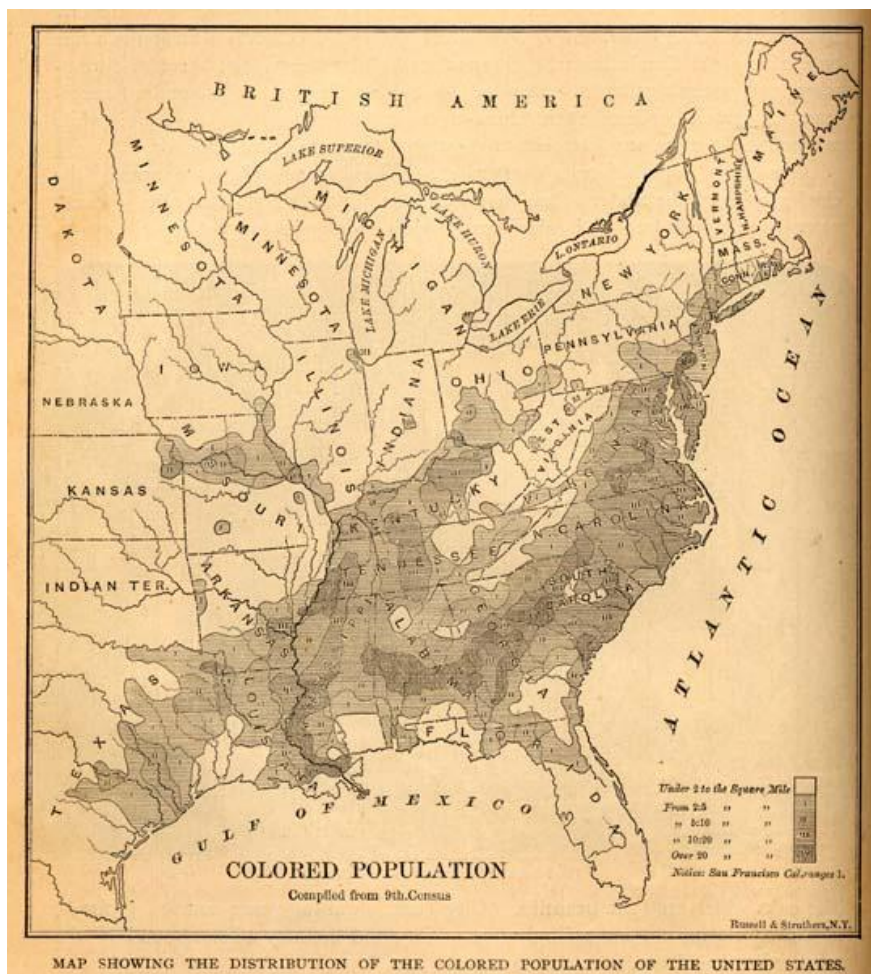 BRITISH AMERICA
MAINE
LAKE SUPERIOR
MINNESOTA
MICHIGAN
VERMONT
N. HAMPSHIRE
DAKOTA
MINNESOTA
LAKE HURON
L. ONTARIO
NEW YORK
MASS.
CONN.
LAKE MICHIGAN
LAKE ERIE
PENNSYLVANIA
IOWA
ILLINOIS
INDIANA
OHIO
NEBRASKA
WEST VIRGINIA
VIRGINIA
KANSAS
MISSOURI
KENTUCKY
N. CAROLINA
TENNESSEE
INDIAN TER.
ARKANSAS
SOUTH
CAROLINA
GEORGIA
ALABAMA
TEXAS
LOUISIANA
FLORIDA
ATLANTIC OCEAN
GULF OF MEXICO
Under 2 to the Square Mile
From 2:5 „ „
„ 5:10 „ „
„ 10:20 „ „
Over 20 „ „
Notice: San Francisco Cal. ranges 1.
COLORED POPULATION
Compiled from 9th. Census
Russell & Struthers, N.Y.
MAP SHOWING THE DISTRIBUTION OF THE COLORED POPULATION OF THE UNITED STATES.